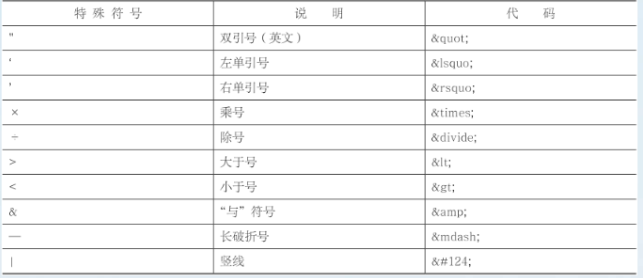 特殊符号 说 明 代 码
" 双引号（英文） &quot;
' 左单引号 &lsquo;
' 右单引号 &rsquo;
× 乘号 &times;
÷ 除号 &divide;
> 大于号 &lt;
< 小于号 &gt;
& “与”符号 &amp;
— 长破折号 &mdash;
| 竖线 &#124;